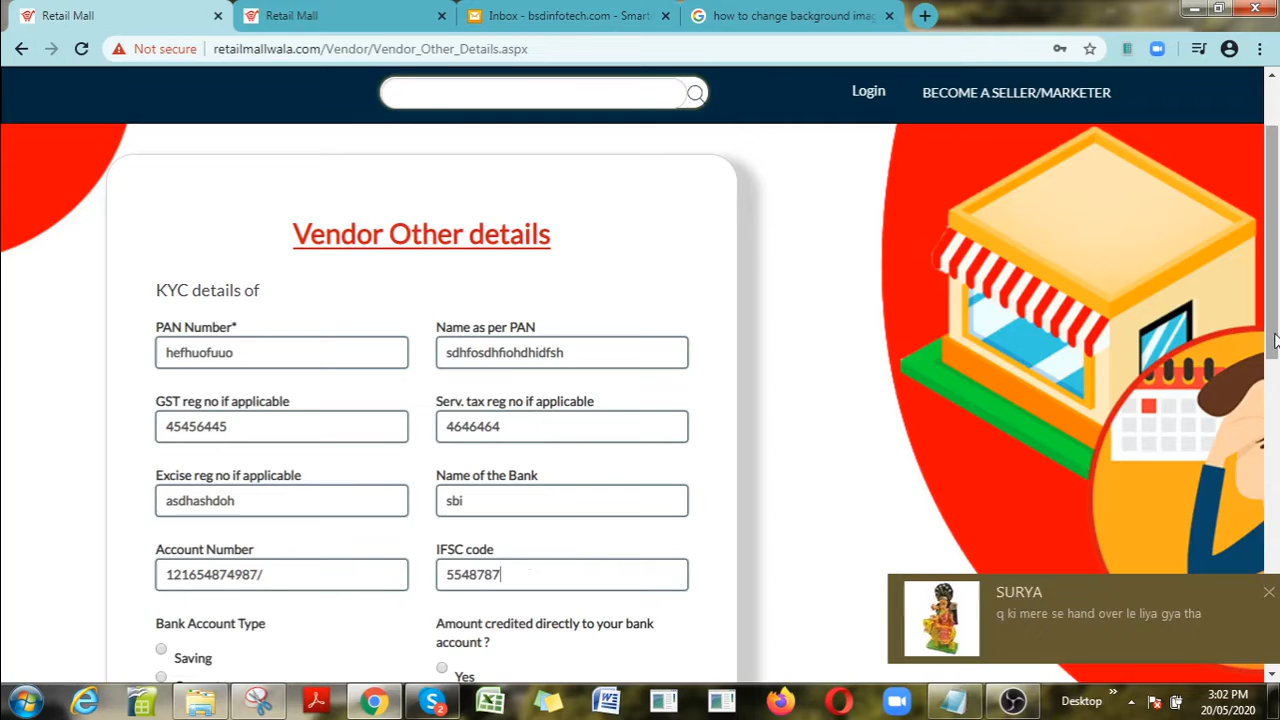 Retail Mall
Retail Mall
Inbox - bsdinfotech.com - Smart
how to change background imag
Not secure
retailmallwala.com/Vendor/Vendor_Other_Details.aspx
Login
BECOME A SELLER/MARKETER
Vendor Other details
KYC details of
PAN Number*
Name as per PAN
hefhuofuuo
sdhfosdhfiohdhidfsh
GST reg no if applicable
Serv. tax reg no if applicable
45456445
4646464
Excise reg no if applicable
Name of the Bank
asdhashdoh
sbi
Account Number
IFSC code
121654874987/
5548787
SURYA
q ki mere se hand over le liya gya tha
Bank Account Type
Amount credited directly to your bank
account ?
Saving
Yes
2
Desktop
3:02 PM
20/05/2020